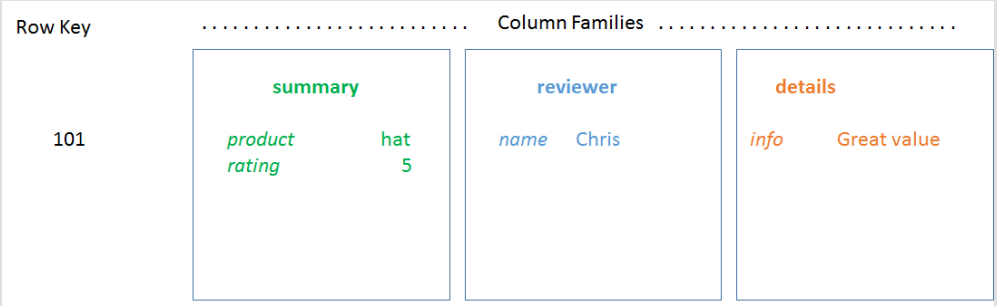 Row Key . . . . . . . . . . . . . . . . . . . . . . . . . . Column Families . . . . . . . . . . . . . . . . . . . . . . . . . . . . .
summary reviewer details
101 product hat name Chris info Great value
rating 5